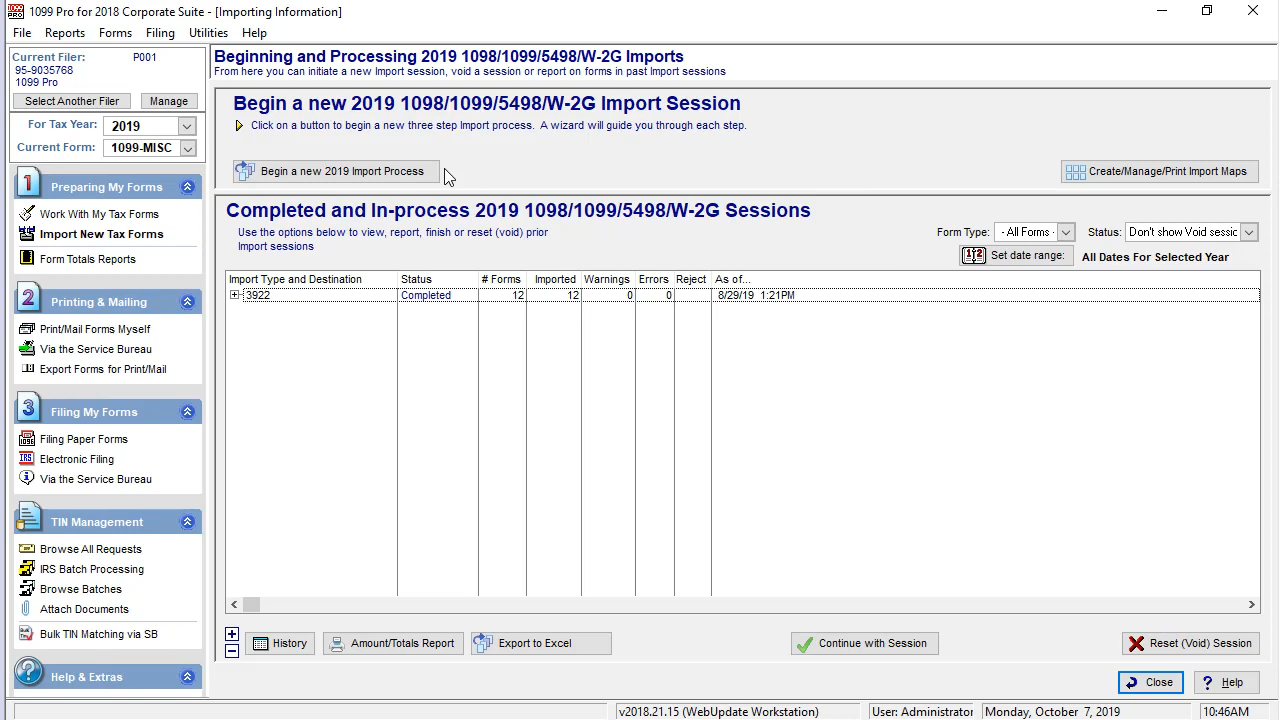 1099 Pro for 2018 Corporate Suite - [Importing Information]
File Reports Forms Filing Utilities Help
Current Filer: P001
95-9035768
1099 Pro
Select Another Filer Manage
For Tax Year: 2019
Current Form: 1099-MISC
1 Preparing My Forms
Work With My Tax Forms
Import New Tax Forms
Form Totals Reports
2 Printing & Mailing
Print/Mail Forms Myself
Via the Service Bureau
Export Forms for Print/Mail
3 Filing My Forms
Filing Paper Forms
Electronic Filing
Via the Service Bureau
TIN Management
Browse All Requests
IRS Batch Processing
Browse Batches
Attach Documents
Bulk TIN Matching via SB
Help & Extras
Beginning and Processing 2019 1098/1099/5498/W-2G Imports
From here you can initiate a new Import session, void a session or report on forms in past Import sessions
Begin a new 2019 1098/1099/5498/W-2G Import Session
Click on a button to begin a new three step Import process. A wizard will guide you through each step.
Begin a new 2019 Import Process Create/Manage/Print Import Maps
Completed and In-process 2019 1098/1099/5498/W-2G Sessions
Use the options below to view, report, finish or reset (void) prior
Import sessions
Form Type: - All Forms - Status: Don't show Void sessic
Set date range: All Dates For Selected Year
Import Type and Destination Status # Forms Imported Warnings Errors Reject As of...
3922 Completed 12 12 0 0 8/29/19 1:21PM
History Amount/Totals Report Export to Excel Continue with Session Reset (Void) Session
Close Help
v2018.21.15 (WebUpdate Workstation) User: Administrator Monday, October 7, 2019 10:46AM